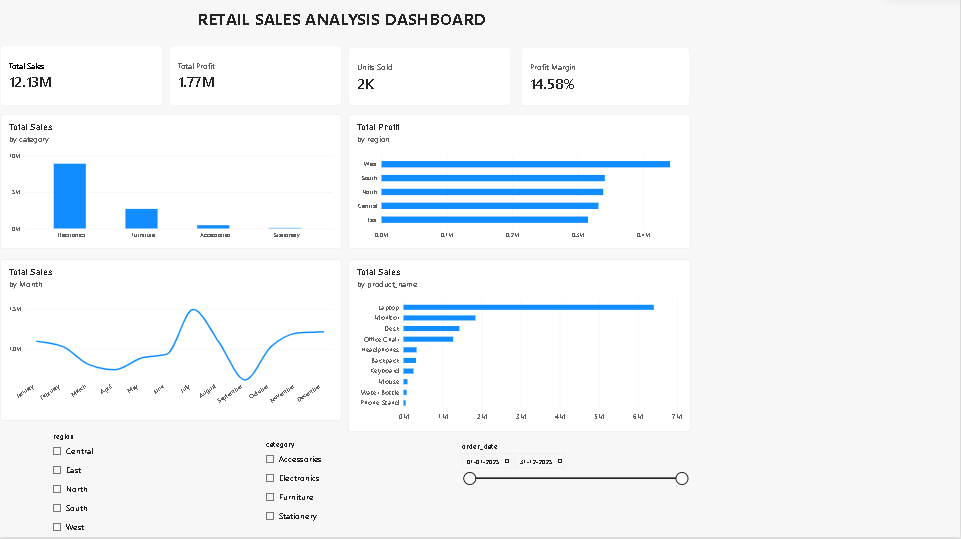 RETAIL SALES ANALYSIS DASHBOARD
Total Sales
12.13M
Total Profit
1.77M
Units Sold
2K
Profit Margin
14.58%
Total Sales
by category
10M
5M
0M
Electronics Furniture Accessories Stationery
Total Profit
by region
West
South
North
Central
East
0.0M 0.1M 0.2M 0.3M 0.4M
Total Sales
by Month
1.5M
1.0M
January February March April May June July August September October November December
Total Sales
by product_name
Laptop
Monitor
Desk
Office Chair
Headphones
Backpack
Keyboard
Mouse
Water Bottle
Phone Stand
0M 1M 2M 3M 4M 5M 6M 7M
region
Central
East
North
South
West
category
Accessories
Electronics
Furniture
Stationery
order_date
01-01-2023 31-12-2023